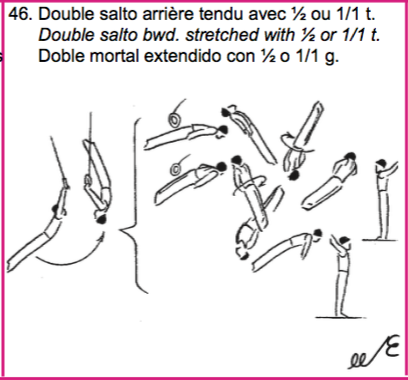 46. Double salto arrière tendu avec ½ ou 1/1 t.
Double salto bwd. stretched with ½ or 1/1 t.
Doble mortal extendido con ½ o 1/1 g.